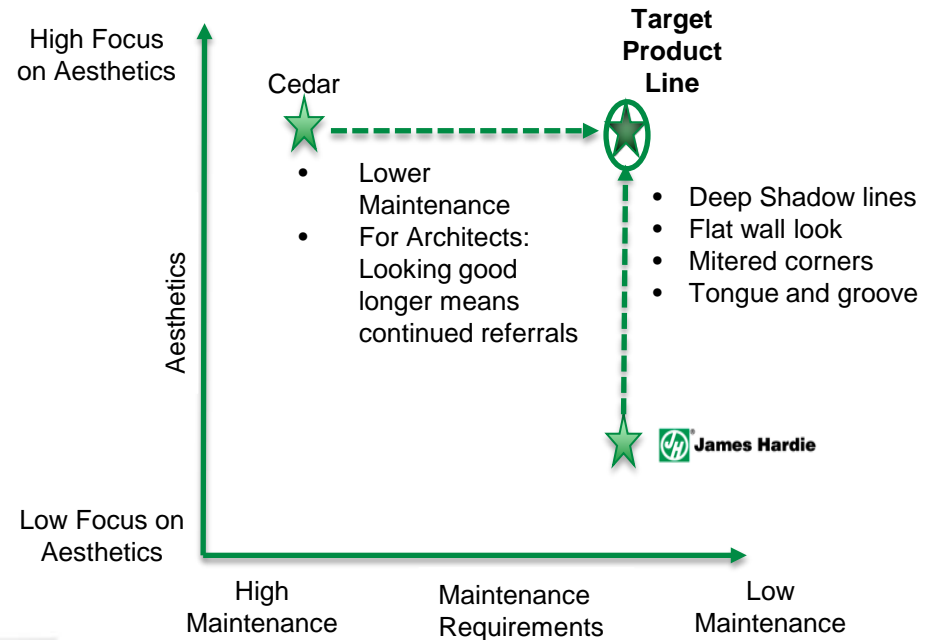 High Focus
on Aesthetics
Target
Product
Line
Cedar
• Lower
Maintenance
• For Architects:
Looking good
longer means
continued referrals
• Deep Shadow lines
• Flat wall look
• Mitered corners
• Tongue and groove
Aesthetics
JH® James Hardie
Low Focus on
Aesthetics
High
Maintenance
Maintenance
Requirements
Low
Maintenance